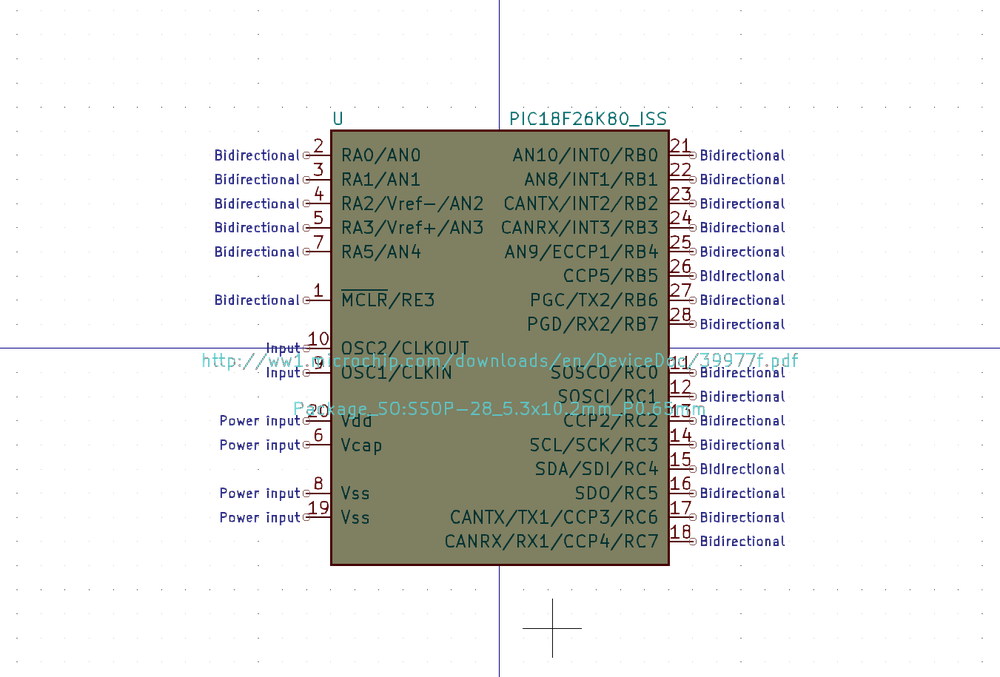 U PIC18F26K80_ISS
Bidirectional 2 RA0/AN0 AN10/INT0/RB0 21 Bidirectional
Bidirectional 3 RA1/AN1 AN8/INT1/RB1 22 Bidirectional
Bidirectional 4 RA2/Vref-/AN2 CANTX/INT2/RB2 23 Bidirectional
Bidirectional 5 RA3/Vref+/AN3 CANRX/INT3/RB3 24 Bidirectional
Bidirectional 7 RA5/AN4 AN9/ECCP1/RB4 25 Bidirectional
CCP5/RB5 26 Bidirectional
Bidirectional 1 MCLR/RE3 PGC/TX2/RB6 27 Bidirectional
PGD/RX2/RB7 28 Bidirectional
Input 10 OSC2/CLKOUT
http://ww1.microchip.com/downloads/en/DeviceDoc/39977f.pdf
Input 9 OSC1/CLKIN SOSCO/RC0 11 Bidirectional
SOSCI/RC1 12 Bidirectional
Package_SO:SSOP-28_5.3x10.2mm_P0.65mm
Power input 20 Vdd CCP2/RC2 13 Bidirectional
Power input 6 Vcap SCL/SCK/RC3 14 Bidirectional
SDA/SDI/RC4 15 Bidirectional
Power input 8 Vss SDO/RC5 16 Bidirectional
Power input 19 Vss CANTX/TX1/CCP3/RC6 17 Bidirectional
CANRX/RX1/CCP4/RC7 18 Bidirectional